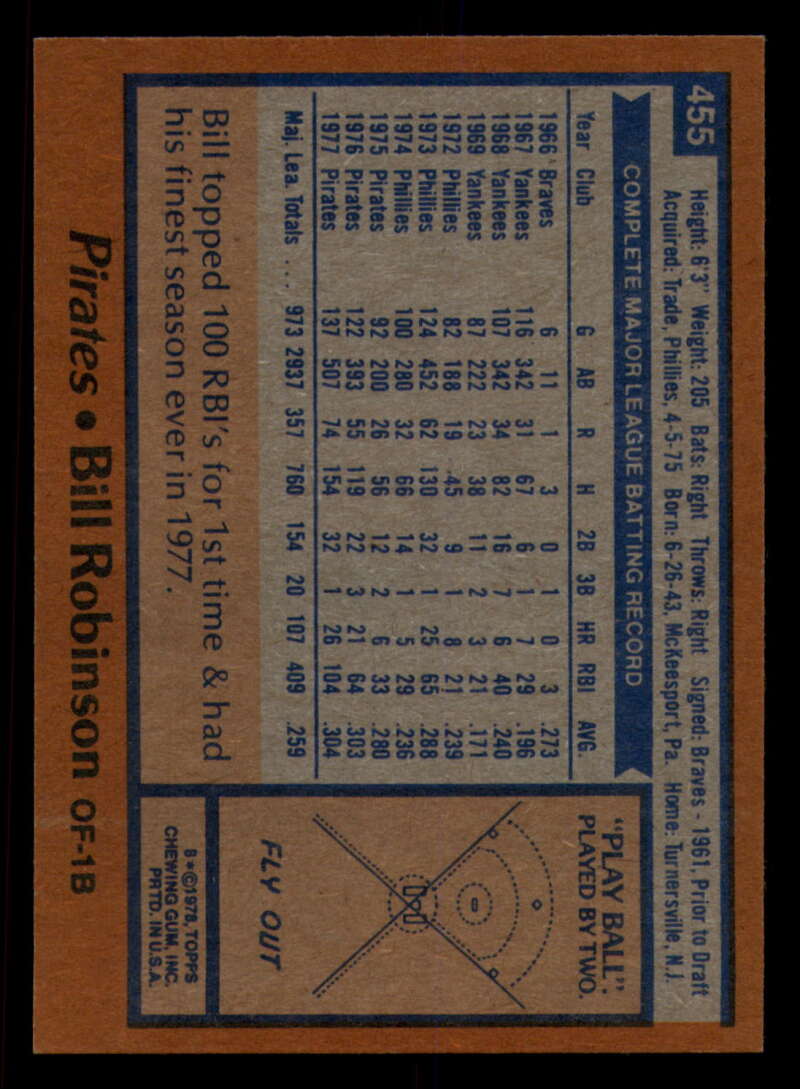 455
Height: 6'3" Weight: 205 Bats: Right Throws: Right Signed: Braves - 1961, Prior to Draft
Acquired: Trade, Phillies, 4-5-75 Born: 6-26-43, McKeesport, Pa. Home: Turnersville, N.J.
COMPLETE MAJOR LEAGUE BATTING RECORD
Year Club G AB R H 2B 3B HR RBI AVG.
1966 Braves 6 11 1 3 0 1 0 3 .273
1967 Yankees 116 342 31 67 6 1 7 29 .196
1968 Yankees 107 342 34 82 16 7 6 40 .240
1969 Yankees 87 222 23 38 11 2 3 21 .171
1972 Phillies 82 188 19 45 9 1 8 21 .239
1973 Phillies 124 452 62 130 32 1 25 65 .288
1974 Phillies 100 280 32 66 14 1 5 29 .236
1975 Pirates 92 200 26 56 12 2 6 33 .280
1976 Pirates 122 393 55 119 22 3 21 64 .303
1977 Pirates 137 507 74 154 32 1 26 104 .304
Maj. Lea. Totals ... 973 2937 357 760 154 20 107 409 .259
Bill topped 100 RBI's for 1st time & had
his finest season ever in 1977.
"PLAY BALL":
PLAYED BY TWO.
FLY OUT
B*©1978, TOPPS
CHEWING GUM, INC.
PRTD. IN U.S.A.
Pirates • Bill Robinson OF-1B